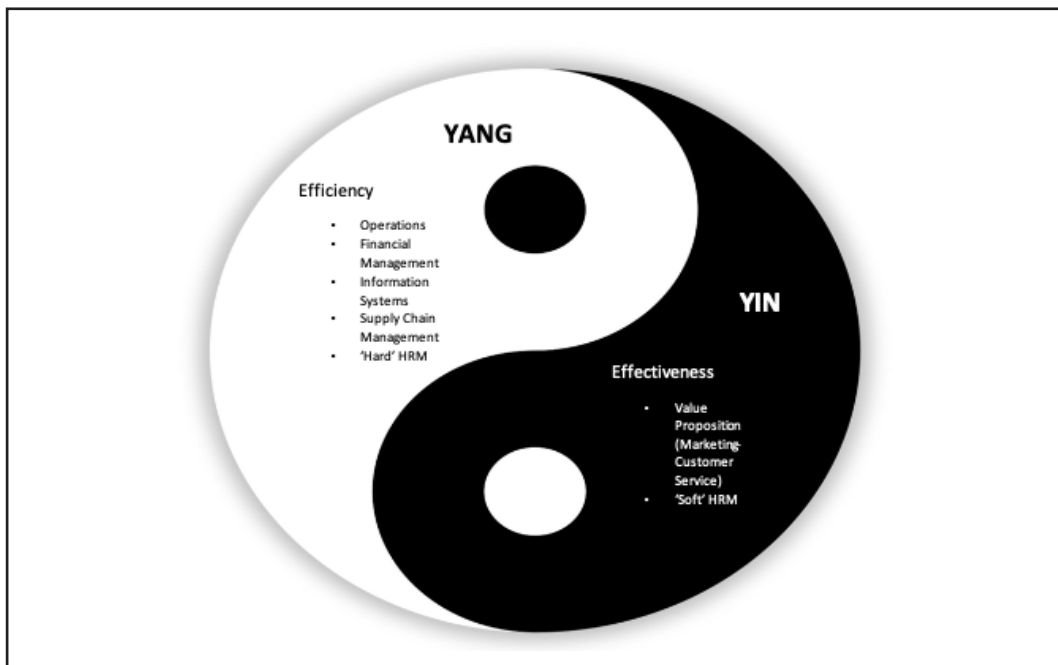 YANG
Efficiency
• Operations
• Financial
Management
• Information
Systems
• Supply Chain
Management
• ‘Hard’ HRM
YIN
Effectiveness
• Value
Proposition
(Marketing-
Customer
Service)
• ‘Soft’ HRM